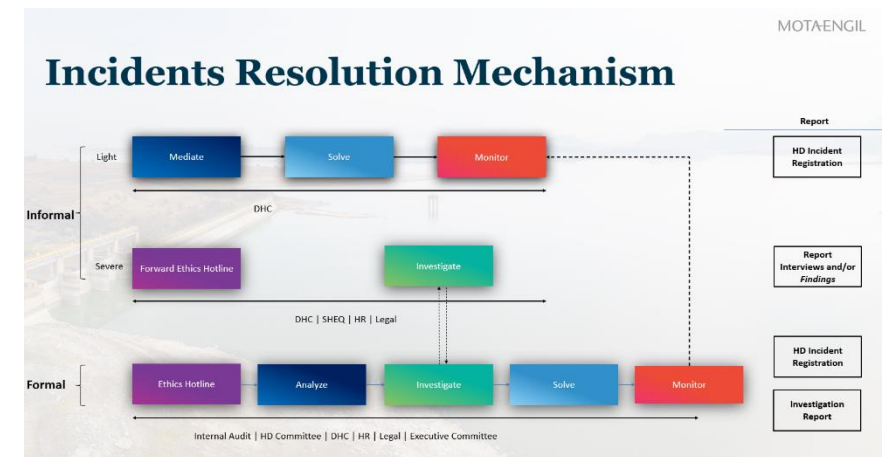 MOTA-ENGIL
Incidents Resolution Mechanism
Report
Light
Mediate
Solve
Monitor
HD Incident
Registration
DHC
Informal
Severe
Forward Ethics Hotline
Investigate
Report
Interviews and/or
Findings
DHC | SHEQ | HR | Legal
HD Incident
Registration
Formal
Ethics Hotline
Analyze
Investigate
Solve
Monitor
Investigation
Report
Internal Audit | HD Committee | DHC | HR | Legal | Executive Committee